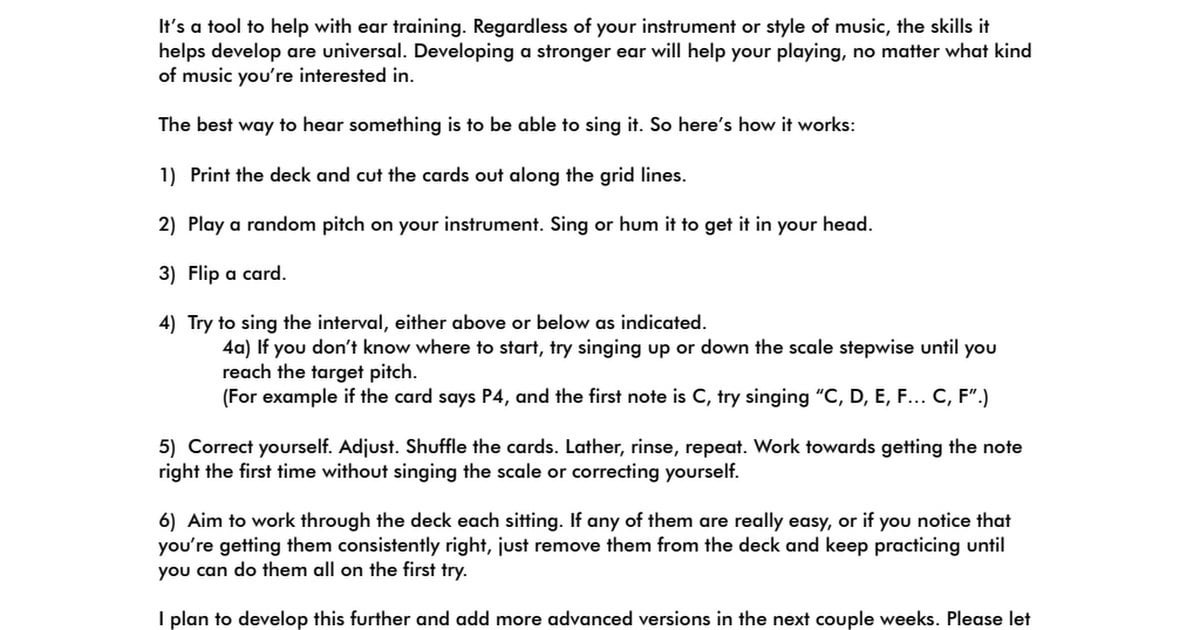 It’s a tool to help with ear training. Regardless of your instrument or style of music, the skills it
helps develop are universal. Developing a stronger ear will help your playing, no matter what kind
of music you’re interested in.
The best way to hear something is to be able to sing it. So here’s how it works:
1)  Print the deck and cut the cards out along the grid lines.
2)  Play a random pitch on your instrument. Sing or hum it to get it in your head.
3)  Flip a card.
4)  Try to sing the interval, either above or below as indicated.
4a) If you don’t know where to start, try singing up or down the scale stepwise until you
reach the target pitch.
(For example if the card says P4, and the first note is C, try singing “C, D, E, F… C, F”.)
5)  Correct yourself. Adjust. Shuffle the cards. Lather, rinse, repeat. Work towards getting the note
right the first time without singing the scale or correcting yourself.
6)  Aim to work through the deck each sitting. If any of them are really easy, or if you notice that
you’re getting them consistently right, just remove them from the deck and keep practicing until
you can do them all on the first try.
I plan to develop this further and add more advanced versions in the next couple weeks. Please let